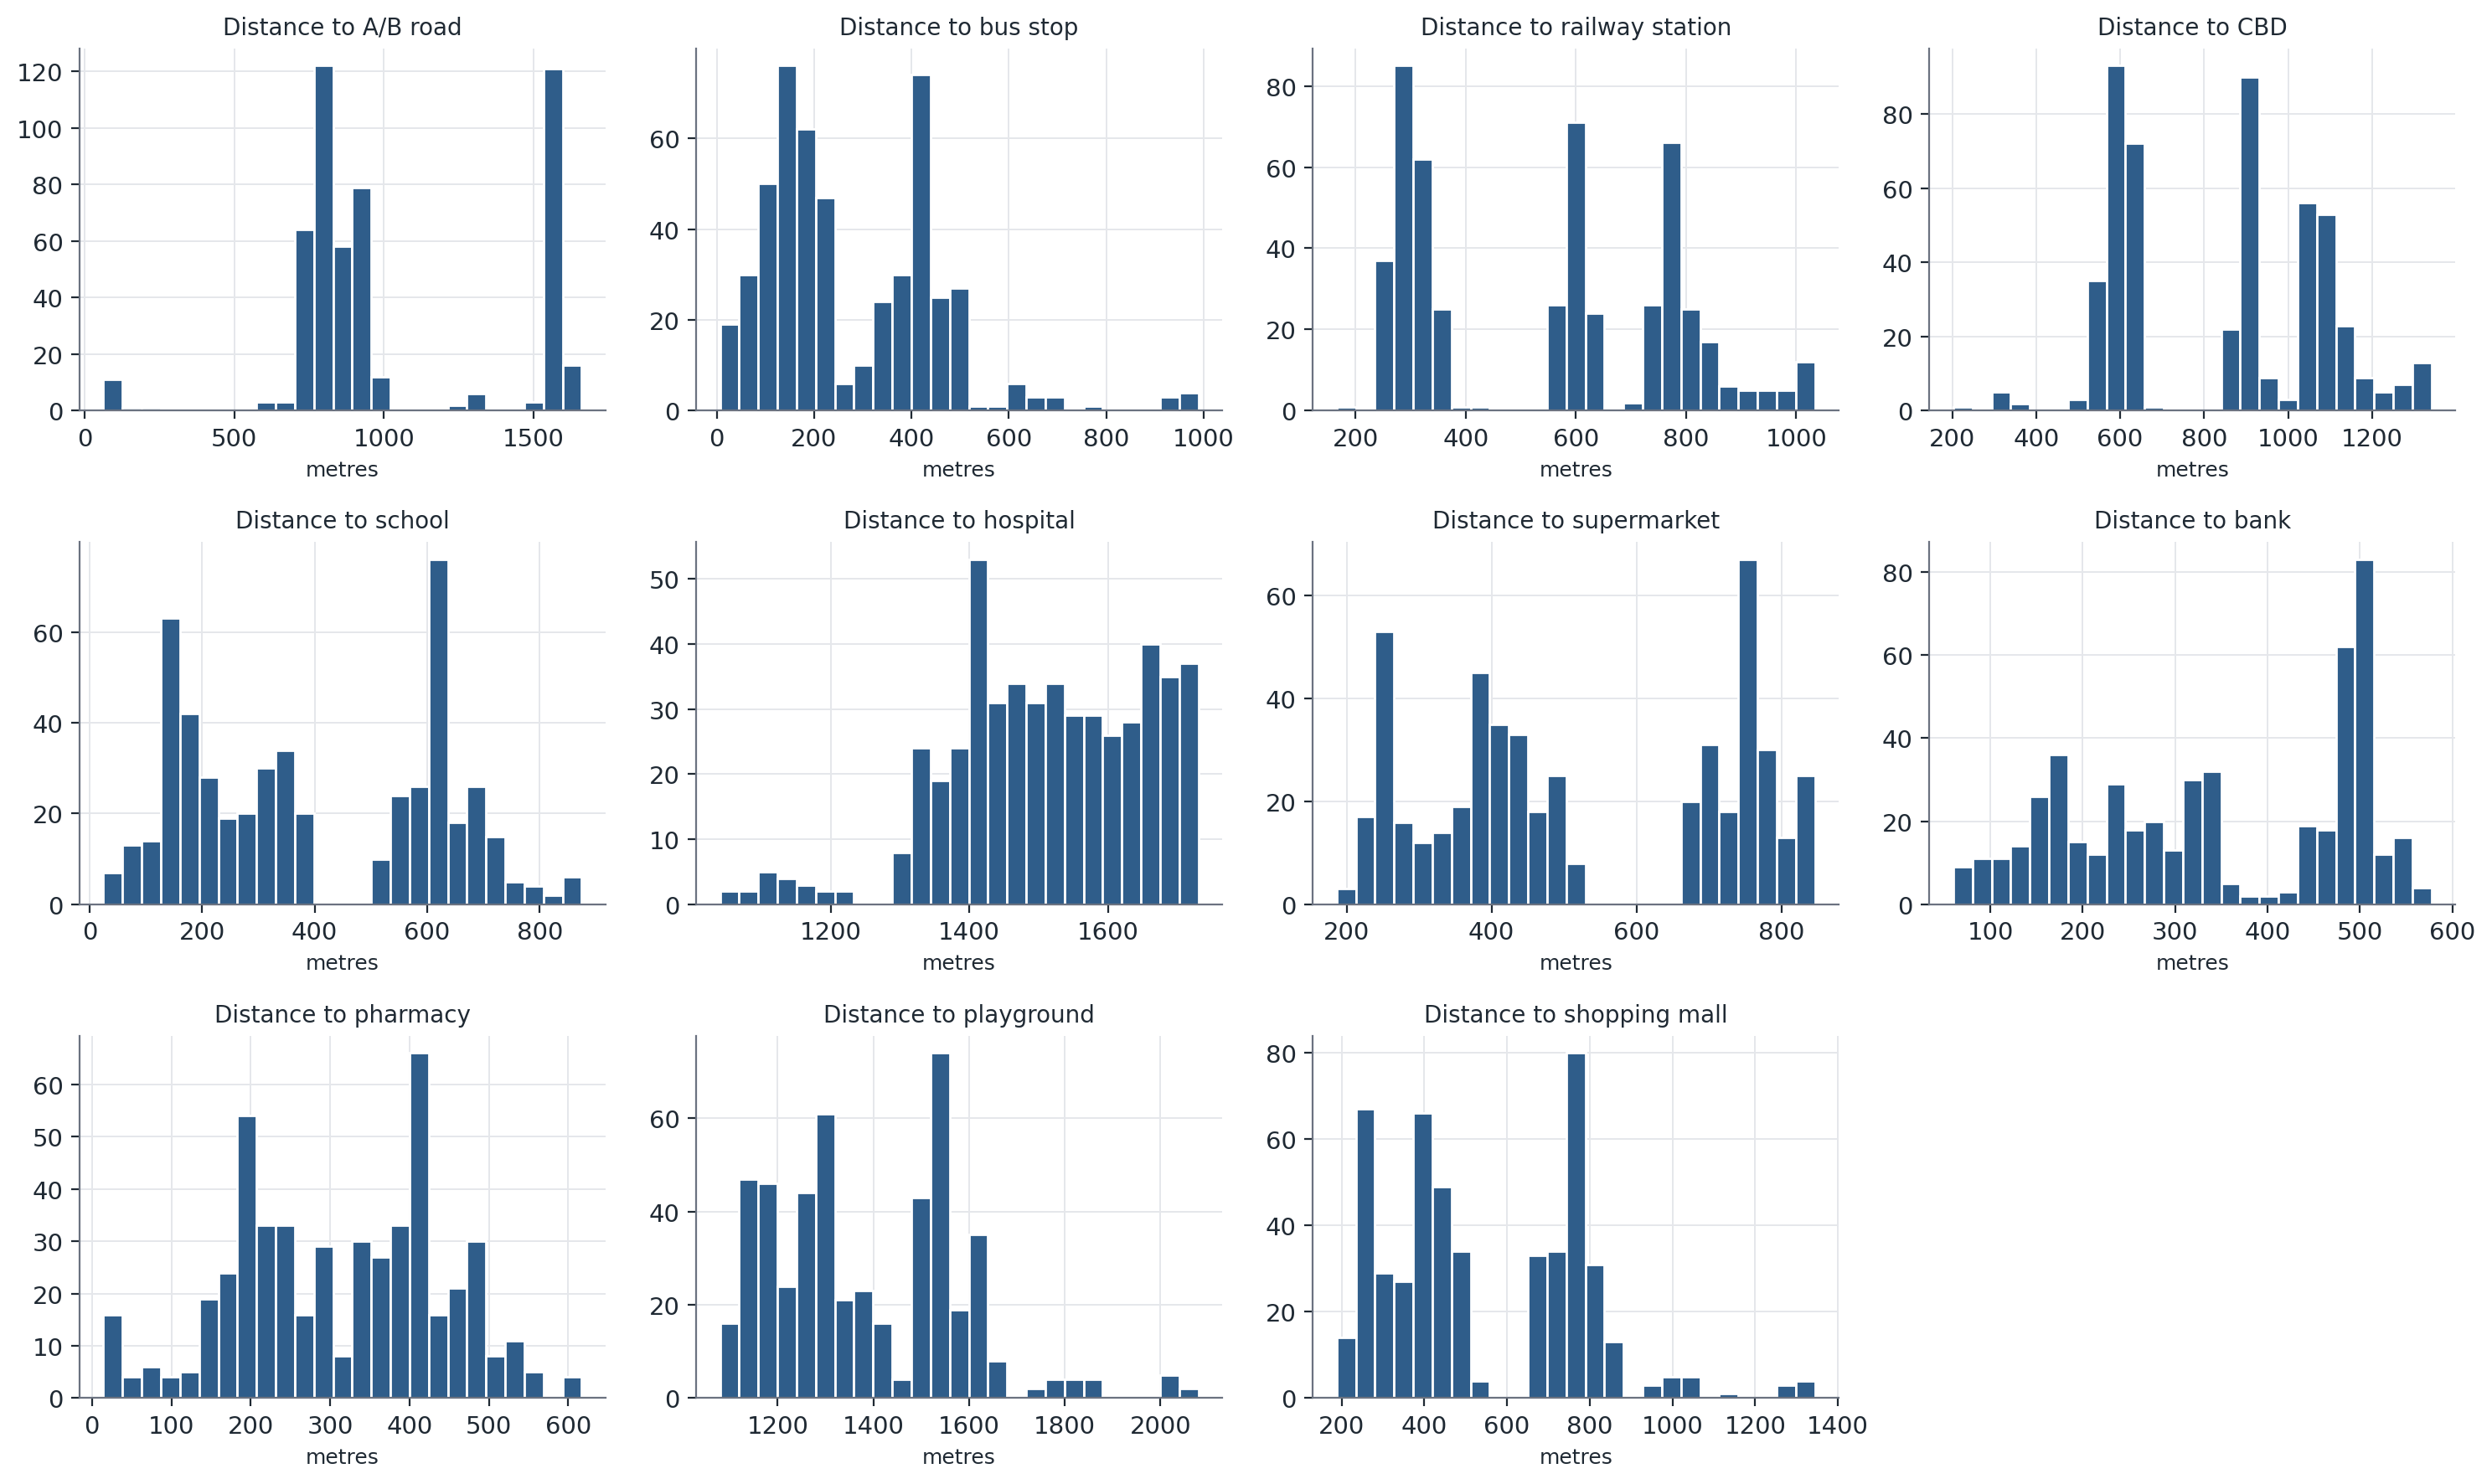 Distance to A/B road
120
100
80
60
40
20
0
0 500 1000 1500
metres
Distance to bus stop
60
40
20
0
0 200 400 600 800 1000
metres
Distance to railway station
80
60
40
20
0
200 400 600 800 1000
metres
Distance to CBD
80
60
40
20
0
200 400 600 800 1000 1200
metres
Distance to school
60
40
20
0
0 200 400 600 800
metres
Distance to hospital
50
40
30
20
10
0
1200 1400 1600
metres
Distance to supermarket
60
40
20
0
200 400 600 800
metres
Distance to bank
80
60
40
20
0
100 200 300 400 500 600
metres
Distance to pharmacy
60
50
40
30
20
10
0
0 100 200 300 400 500 600
metres
Distance to playground
60
40
20
0
1200 1400 1600 1800 2000
metres
Distance to shopping mall
80
60
40
20
0
200 400 600 800 1000 1200 1400
metres